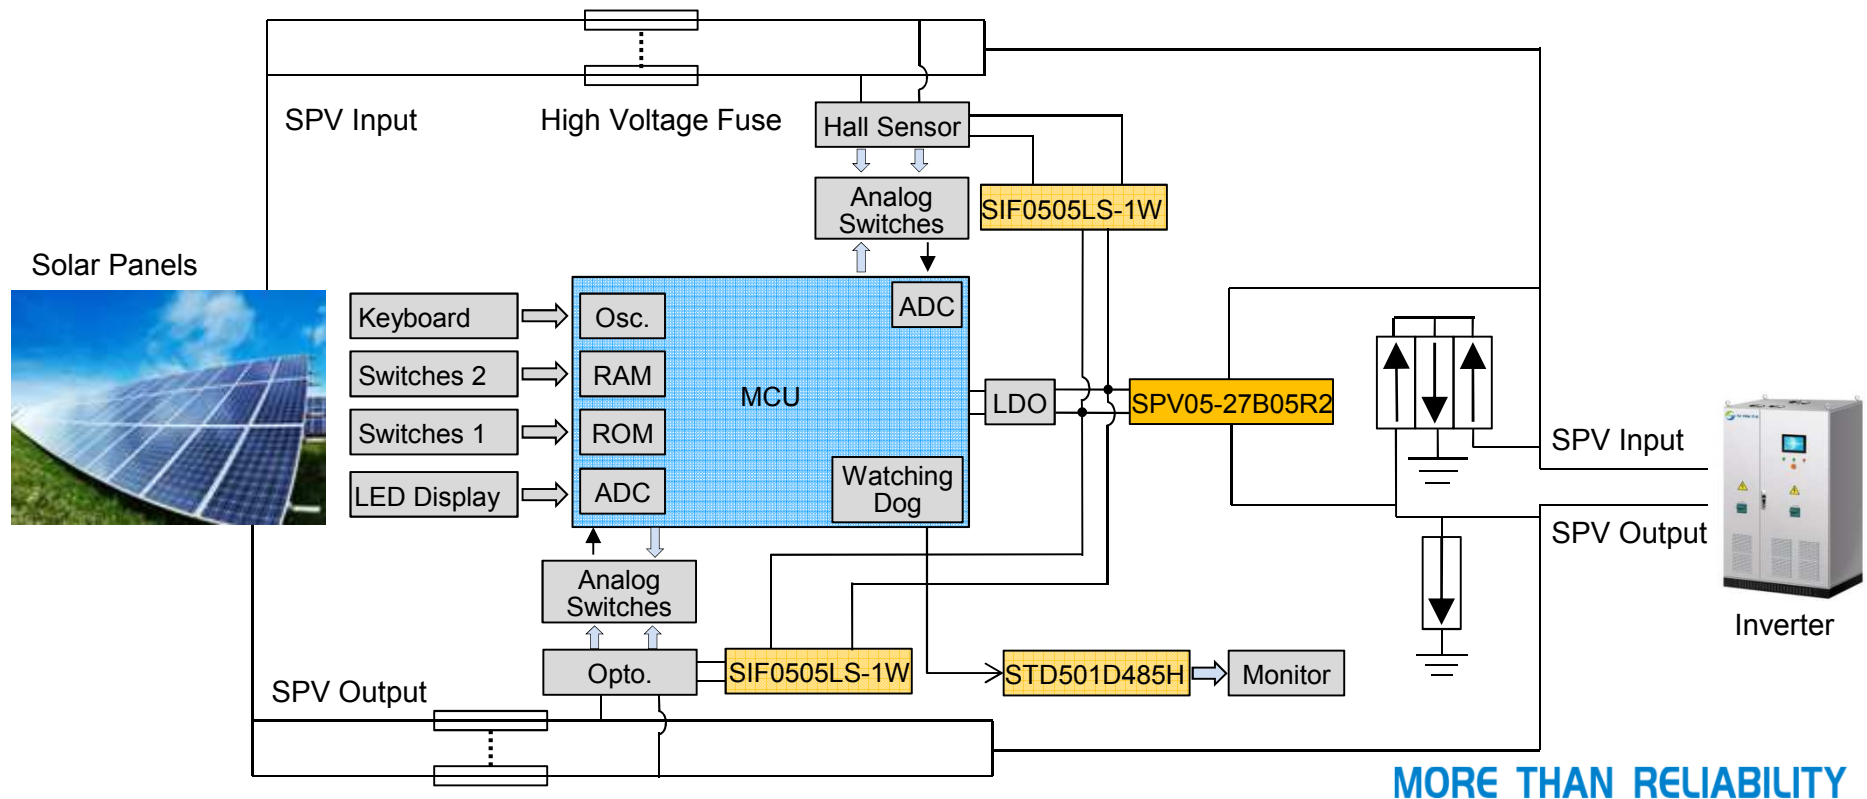 SPV Input
High Voltage Fuse
Hall Sensor
Analog
Switches
SIF0505LS-1W
Solar Panels
Keyboard
Osc.
ADC
Switches 2
RAM
MCU
LDO
SPV05-27B05R2
Switches 1
ROM
SPV Input
LED Display
ADC
Watching
Dog
SPV Output
Analog
Switches
Inverter
Opto.
SIF0505LS-1W
STD501D485H
Monitor
SPV Output
MORE THAN RELIABILITY